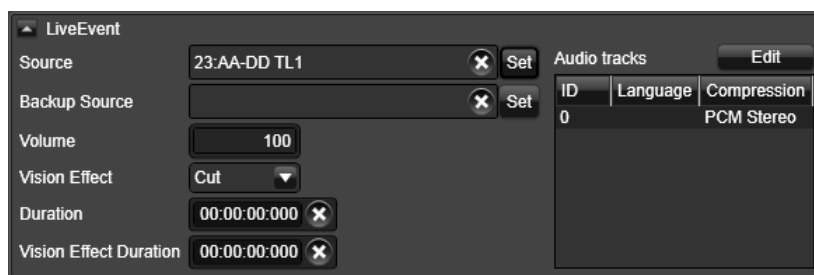 LiveEvent
Source 23:AA-DD TL1 Set
Backup Source Set
Volume 100
Vision Effect Cut
Duration 00:00:00:000
Vision Effect Duration 00:00:00:000
Audio tracks Edit
ID Language Compression
0 PCM Stereo